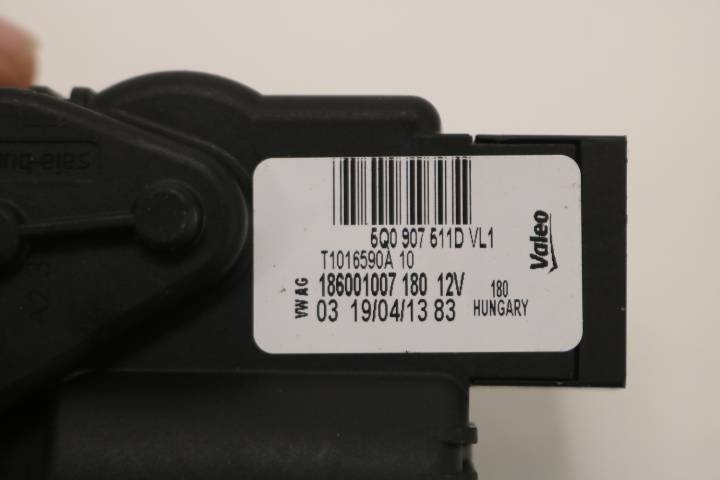 5Q0 907 511D VL1
T1016590A 10
186001007 180 12V
03 19/04/13 83
VW AG
180
HUNGARY
Valeo